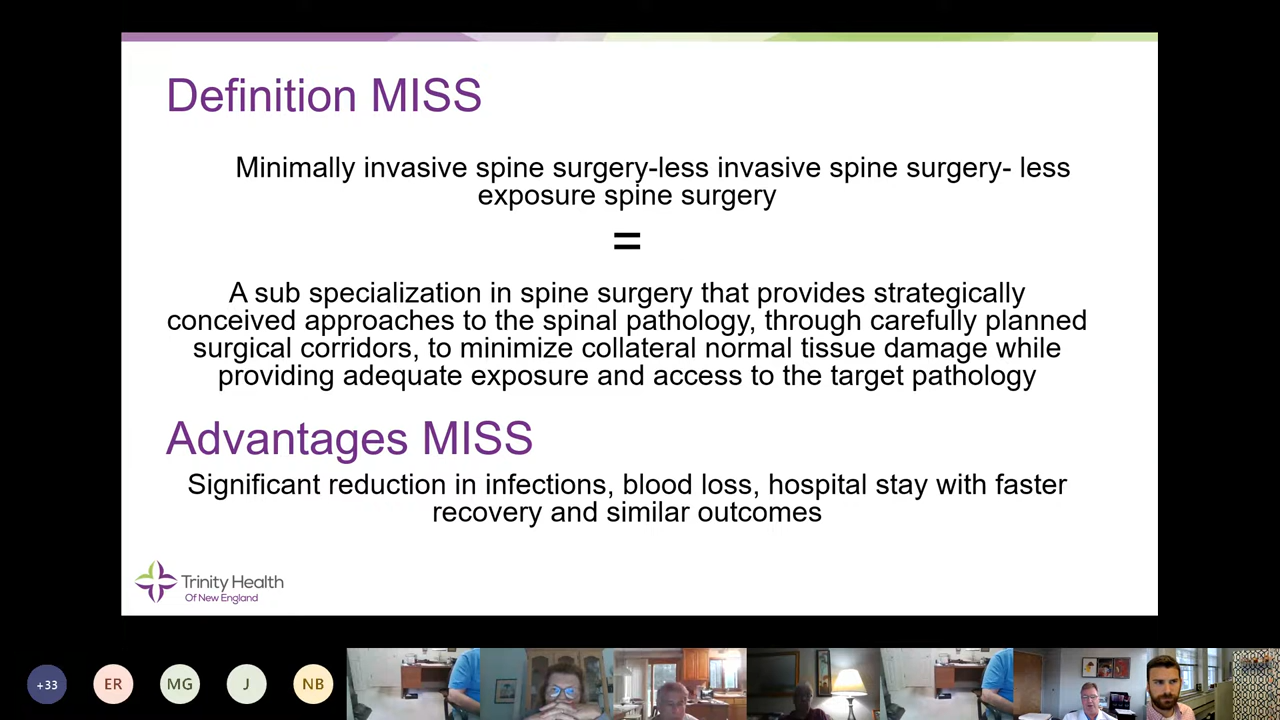 Definition MISS
Minimally invasive spine surgery-less invasive spine surgery- less
exposure spine surgery
=
A sub specialization in spine surgery that provides strategically
conceived approaches to the spinal pathology, through carefully planned
surgical corridors, to minimize collateral normal tissue damage while
providing adequate exposure and access to the target pathology
Advantages MISS
Significant reduction in infections, blood loss, hospital stay with faster
recovery and similar outcomes
Trinity Health
Of New England
+33 ER MG J NB